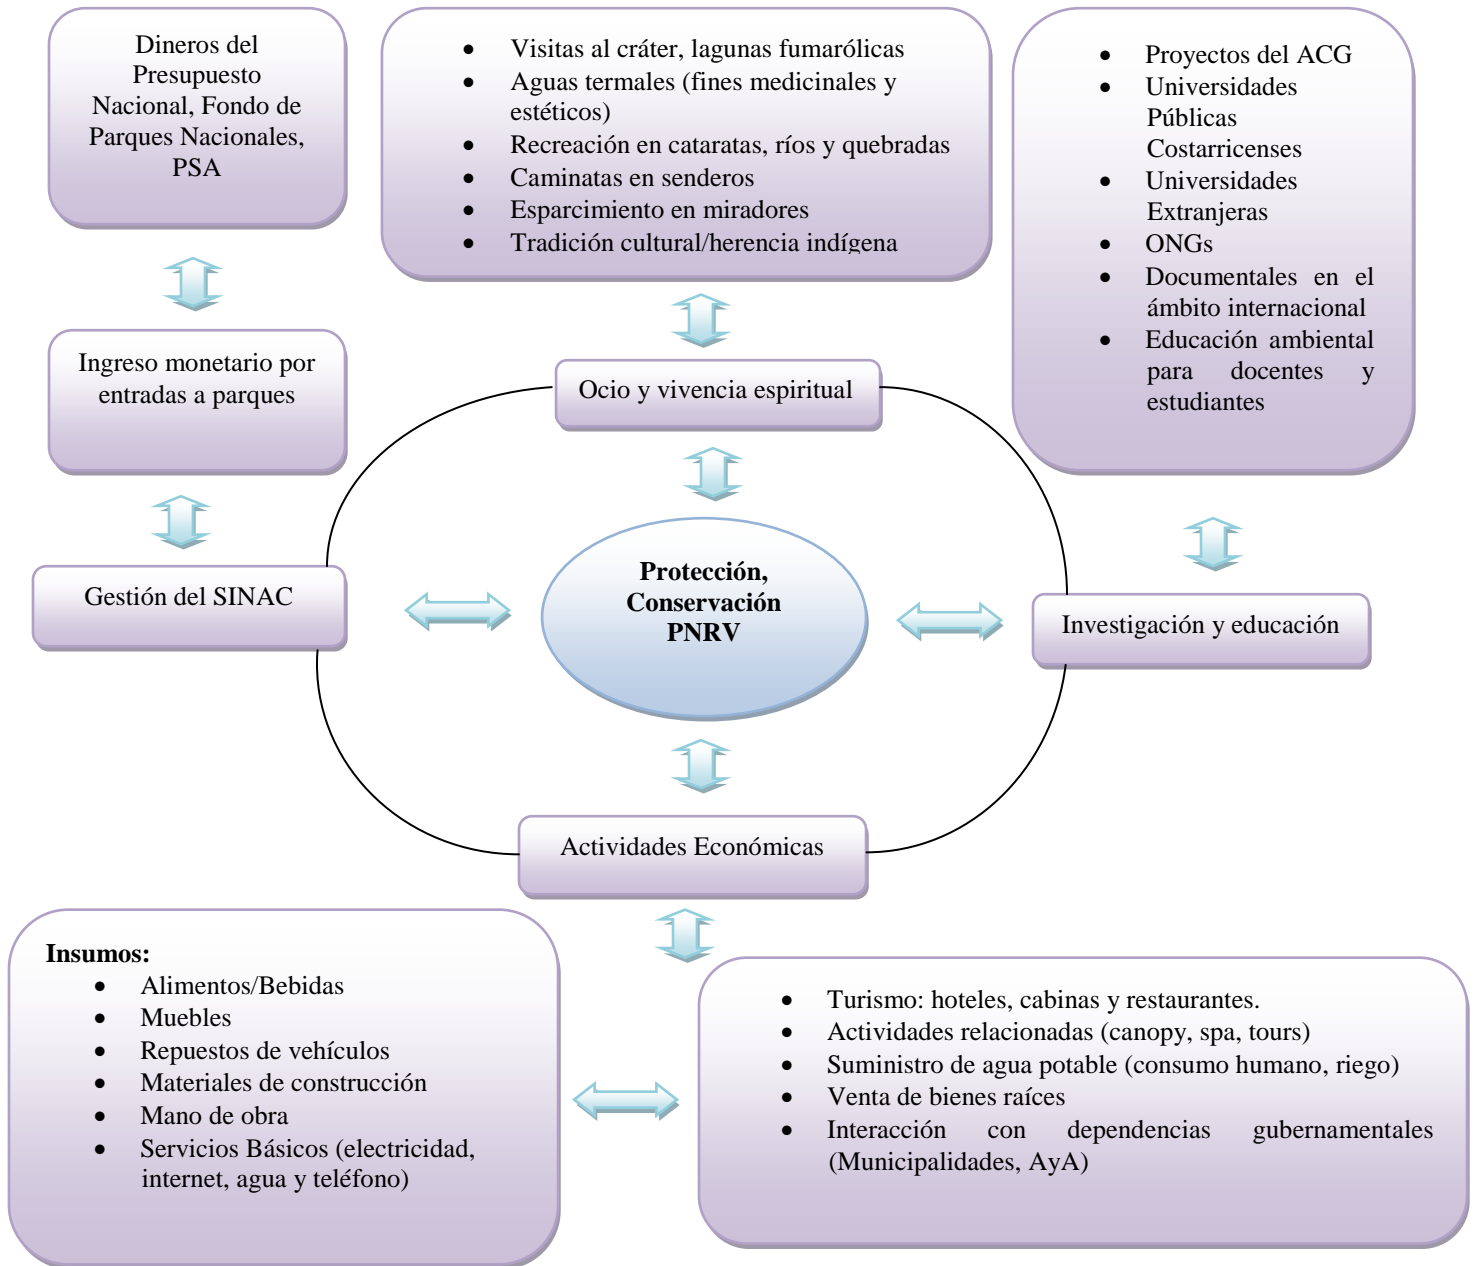 Dineros del
Presupuesto
Nacional, Fondo de
Parques Nacionales,
PSA
• Visitas al cráter, lagunas fumarólicas
• Aguas termales (fines medicinales y
estéticos)
• Recreación en cataratas, ríos y quebradas
• Caminatas en senderos
• Esparcimiento en miradores
• Tradición cultural/herencia indígena
• Proyectos del ACG
• Universidades
Públicas
Costarricenses
• Universidades
Extranjeras
• ONGs
• Documentales en el
ámbito internacional
• Educación ambiental
para docentes y
estudiantes
Ingreso monetario por
entradas a parques
Ocio y vivencia espiritual
Gestión del SINAC
Protección,
Conservación
PNRV
Investigación y educación
Actividades Económicas
Insumos:
• Alimentos/Bebidas
• Muebles
• Repuestos de vehículos
• Materiales de construcción
• Mano de obra
• Servicios Básicos (electricidad,
internet, agua y teléfono)
• Turismo: hoteles, cabinas y restaurantes.
• Actividades relacionadas (canopy, spa, tours)
• Suministro de agua potable (consumo humano, riego)
• Venta de bienes raíces
• Interacción con dependencias gubernamentales
(Municipalidades, AyA)